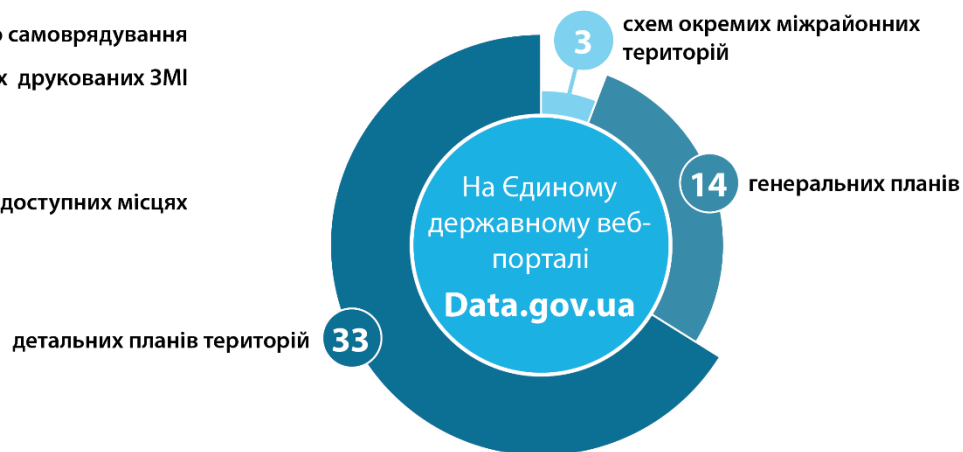 самоврядування
друкованих ЗМІ
доступних місцях
3
схем окремих міжрайонних
територій
14
генеральних планів
На Єдиному
державному веб-
порталі
Data.gov.ua
детальних планів територій
33